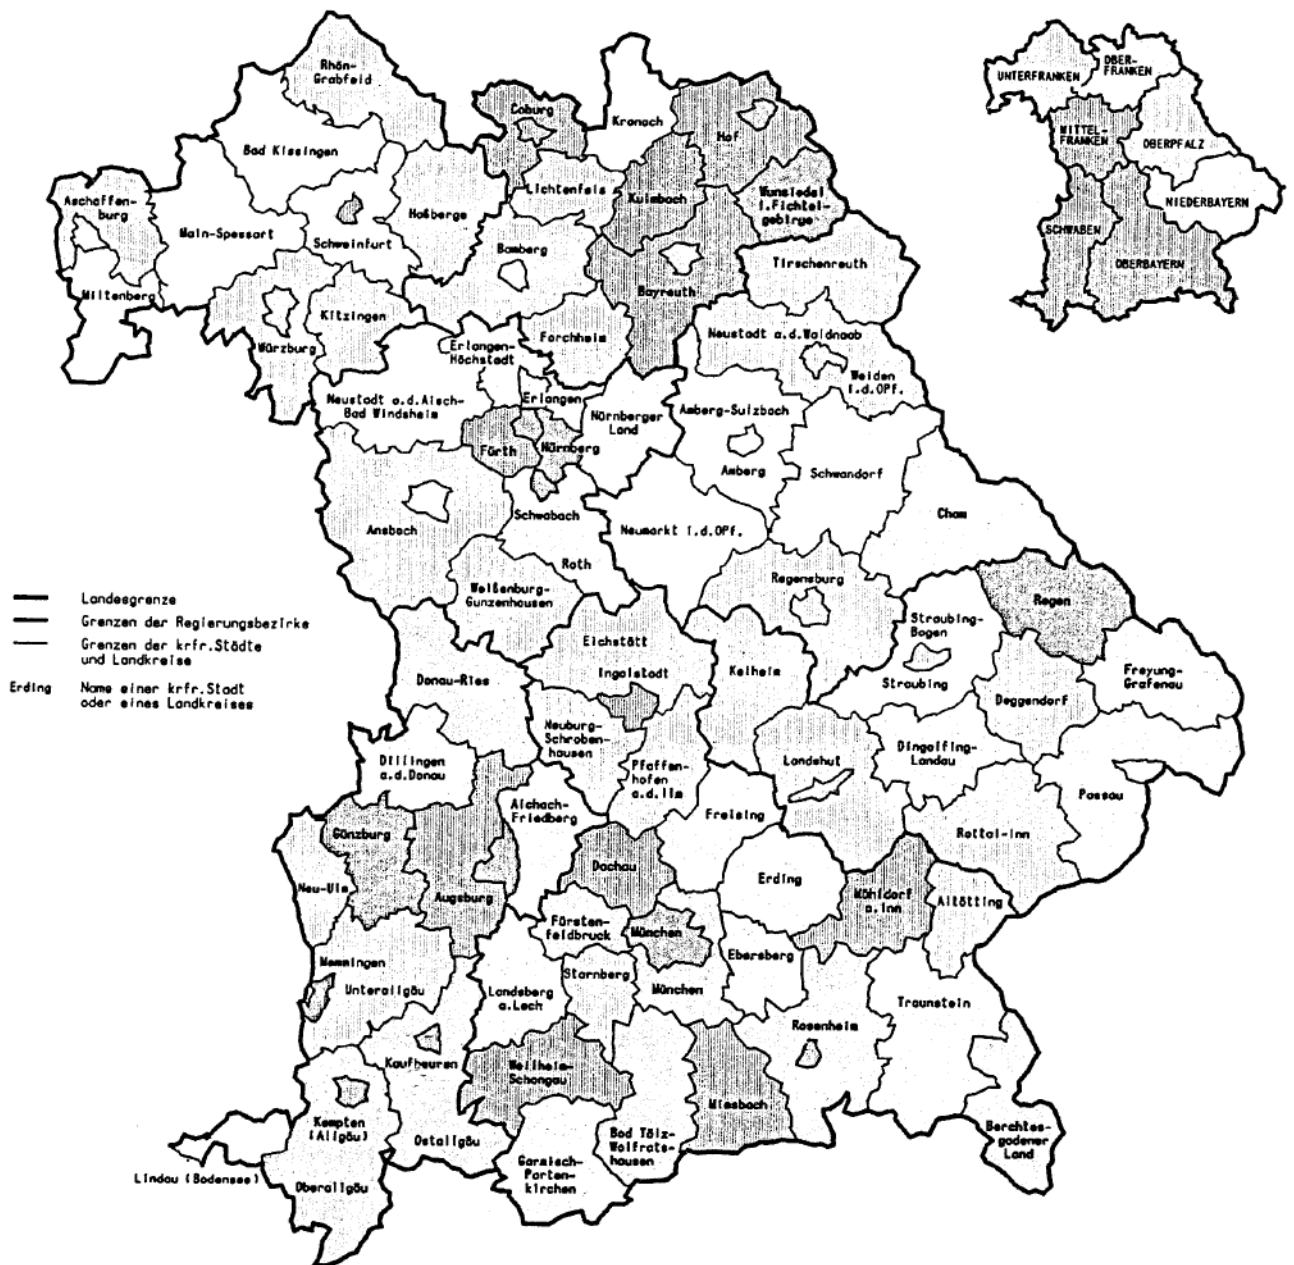 Rhön-
Grabfeld
Coburg
Kronach
Hof
Bad Kissingen
Lichtenfels
Kulmbach
Wunsiedel
i.Fichtel-
gebirge
Aschaffen-
burg
Haßberge
Main-Spessart
Schweinfurt
Bamberg
Tirschenreuth
Bayreuth
Miltenberg
Kitzingen
Würzburg
Forchheim
Erlangen-
Höchstadt
Neustadt a.d.Waldnaab
Weiden
i.d.OPf.
Neustadt a.d.Aisch-
Bad Windsheim
Erlangen
Nürnberger
Land
Amberg-Sulzbach
Fürth
Nürnberg
Amberg
Schwandorf
Ansbach
Schwabach
Neumarkt i.d.OPf.
Cham
Roth
Weißenburg-
Gunzenhausen
Regensburg
Regen
Straubing-
Bogen
Straubing
Eichstätt
Ingolstadt
Kelheim
Freyung-
Grafenau
Donau-Ries
Deggendorf
Neuburg-
Schroben-
hausen
Dingolfing-
Landau
Dillingen
a.d.Donau
Pfaffen-
hofen
a.d.Ilm
Landshut
Passau
Aichach-
Friedberg
Freising
Rottal-Inn
Günzburg
Dachau
Erding
Neu-Ulm
Augsburg
Mühldorf
a.Inn
Altötting
Fürsten-
feldbruck
München
Ebersberg
Memmingen
Unterallgäu
Landsberg
a.Lech
Starnberg
München
Traunstein
Rosenheim
Kaufbeuren
Weilheim-
Schongau
Miesbach
Kempten
(Allgäu)
Ostallgäu
Bad Tölz-
Wolfrats-
hausen
Berchtes-
gadener
Land
Garmisch-
Parten-
kirchen
Lindau (Bodensee)
Oberallgäu
UNTERFRANKEN
OBER-
FRANKEN
MITTEL-
FRANKEN
OBERPFALZ
NIEDERBAYERN
SCHWABEN
OBERBAYERN
Landesgrenze
Grenzen der Regierungsbezirke
Grenzen der krfr.Städte
und Landkreise
Erding Name einer krfr.Stadt
oder eines Landkreises